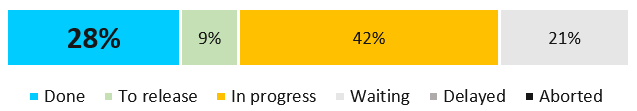 28% 9% 42% 21%
Done To release In progress Waiting Delayed Aborted